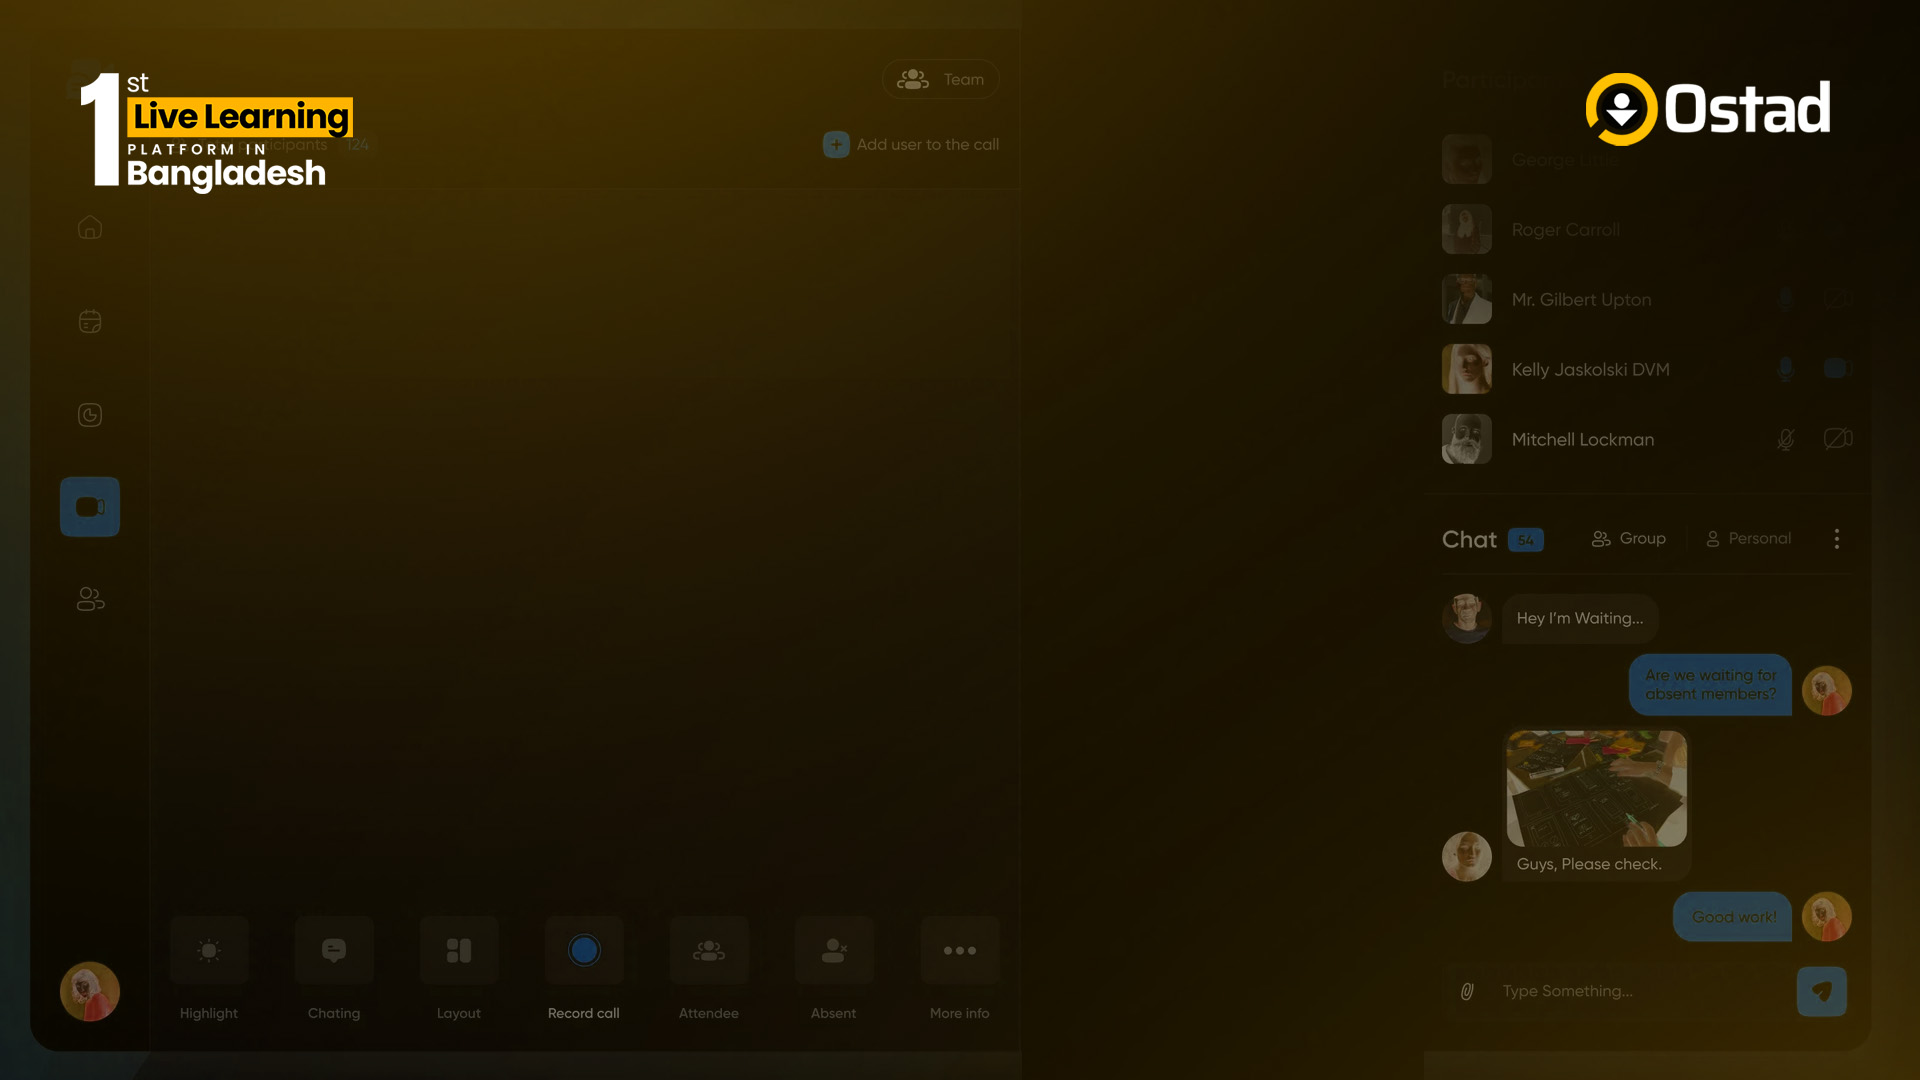 1st
Live Learning
PLATFORM IN
Bangladesh
participants 124
Team
Add user to the call
Ostad
Participa
George Little
Roger Carroll
Mr. Gilbert Upton
Kelly Jaskolski DVM
Mitchell Lockman
Chat 54 Group Personal
Hey I'm Waiting...
Are we waiting for
absent members?
Guys, Please check.
Good work!
Type Something...
Highlight
Chating
Layout
Record call
Attendee
Absent
More info